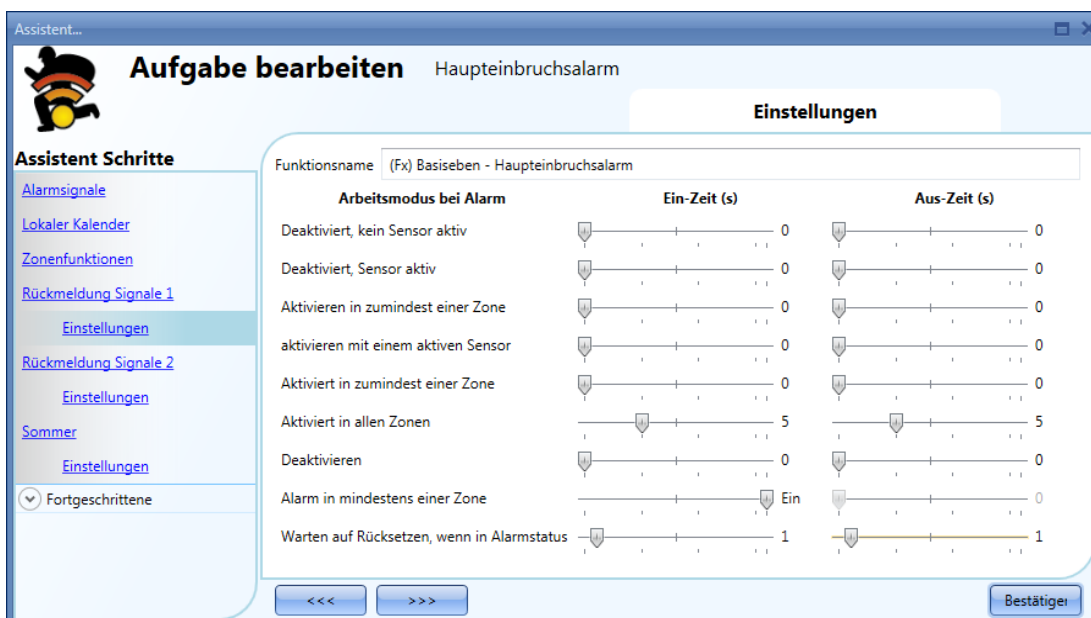 Assistent...
Aufgabe bearbeiten Haupteinbruchsalarm
Einstellungen
Assistent Schritte
Alarmsignale
Lokaler Kalender
Zonenfunktionen
Rückmeldung Signale 1
Einstellungen
Rückmeldung Signale 2
Einstellungen
Sommer
Einstellungen
Fortgeschrittene
Funktionsname (Fx) Basiseben - Haupteinbruchsalarm
Arbeitsmodus bei Alarm Ein-Zeit (s) Aus-Zeit (s)
Deaktiviert, kein Sensor aktiv 0 0
Deaktiviert, Sensor aktiv 0 0
Aktivieren in zumindest einer Zone 0 0
aktivieren mit einem aktiven Sensor 0 0
Aktiviert in zumindest einer Zone 0 0
Aktiviert in allen Zonen 5 5
Deaktivieren 0 0
Alarm in mindestens einer Zone Ein 0
Warten auf Rücksetzen, wenn in Alarmstatus 1 1
<<< >>> Bestätiger